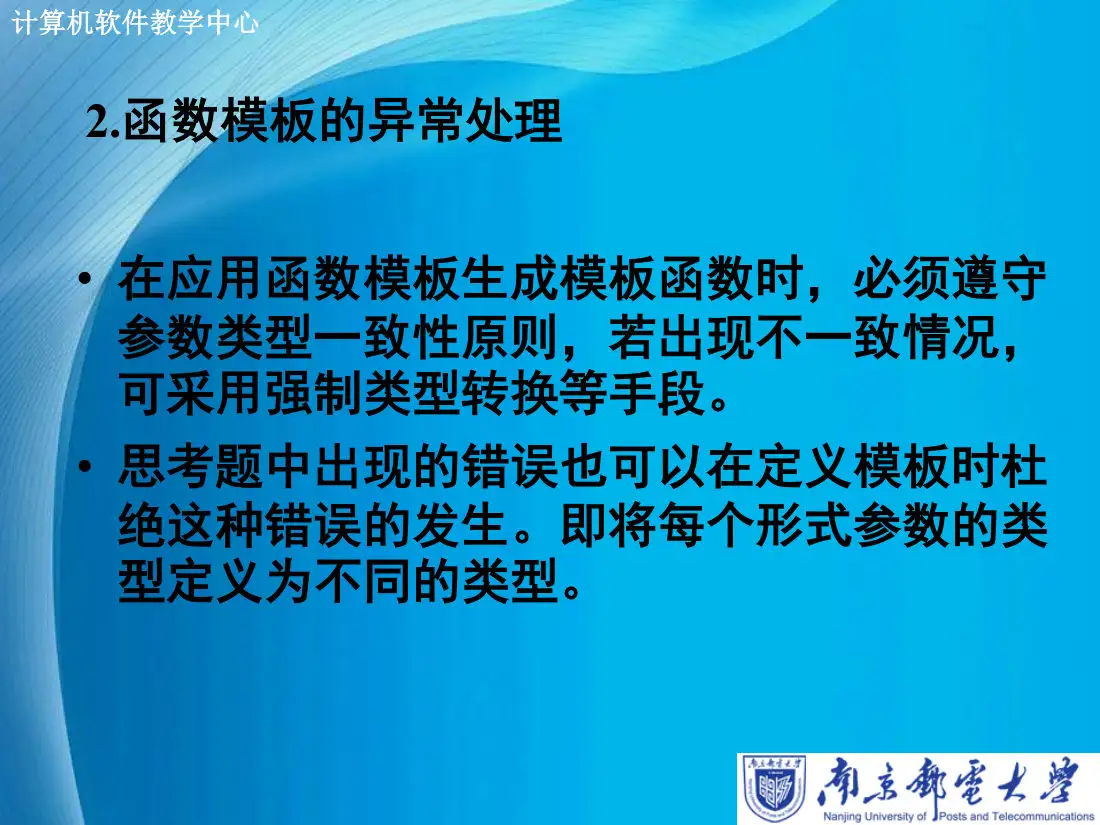 计算机软件教学中心
2.函数模板的异常处理
• 在应用函数模板生成模板函数时，必须遵守
参数类型一致性原则，若出现不一致情况，
可采用强制类型转换等手段。
• 思考题中出现的错误也可以在定义模板时杜
绝这种错误的发生。即将每个形式参数的类
型定义为不同的类型。
南京郵電大學
Nanjing University of Posts and Telecommunications